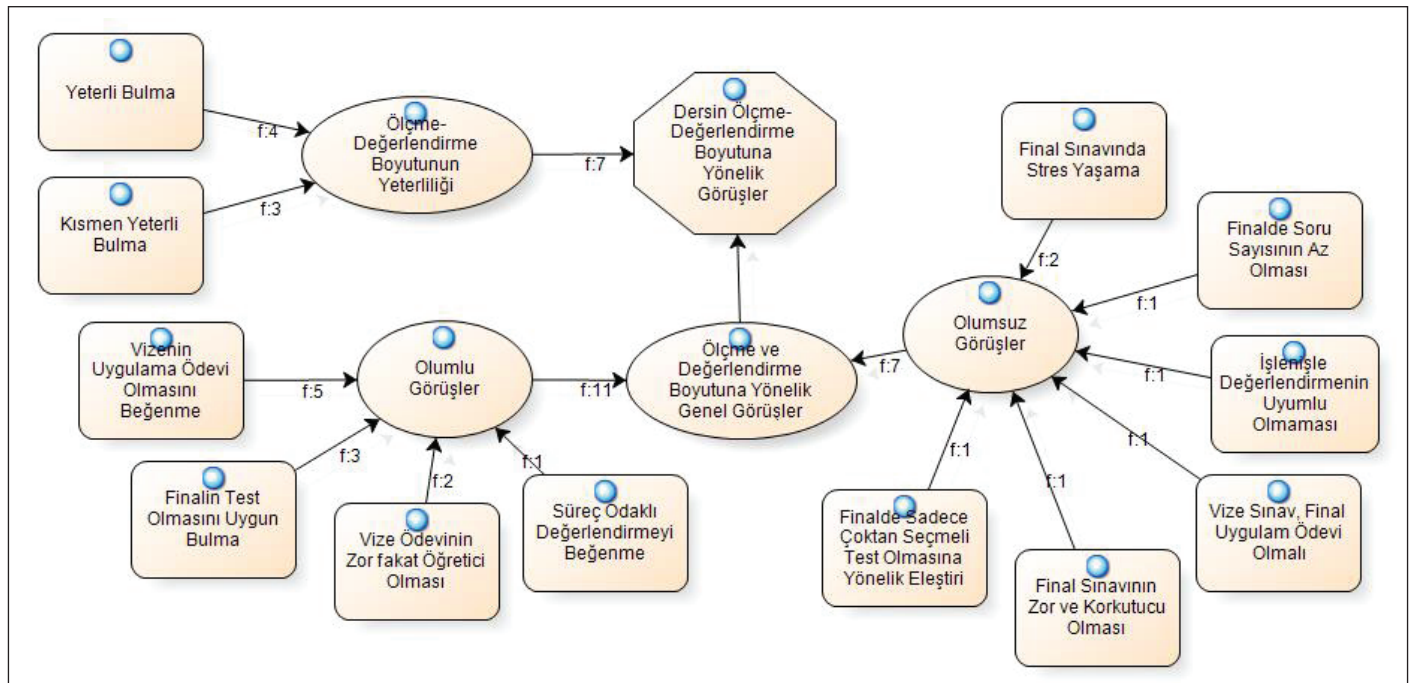 Yeterli Bulma
f:4
Kısmen Yeterli
Bulma
f:3
Ölçme-
Değerlendirme
Boyutunun
Yeterliliği
f:7
Dersin Ölçme-
Değerlendirme
Boyutuna
Yönelik
Görüşler
Final Sınavında
Stres Yaşama
f:2
Finalde Soru
Sayısının Az
Olması
f:1
Olumsuz
Görüşler
f:7
İşlenişle
Değerlendirmenin
Uyumlu
Olmaması
f:1
Vizenin
Uygulama Ödevi
Olmasını
Beğenme
f:5
Olumlu
Görüşler
f:11
Ölçme ve
Değerlendirme
Boyutuna Yönelik
Genel Görüşler
Finalin Test
Olmasını Uygun
Bulma
f:3
Vize Ödevinin
Zor fakat Öğretici
Olması
f:2
Süreç Odaklı
Değerlendirmeyi
Beğenme
f:1
Finalde Sadece
Çoktan Seçmeli
Test Olmasına
Yönelik Eleştiri
f:1
Final Sınavının
Zor ve Korkutucu
Olması
f:1
Vize Sınav, Final
Uygulam Ödevi
Olmalı
f:1